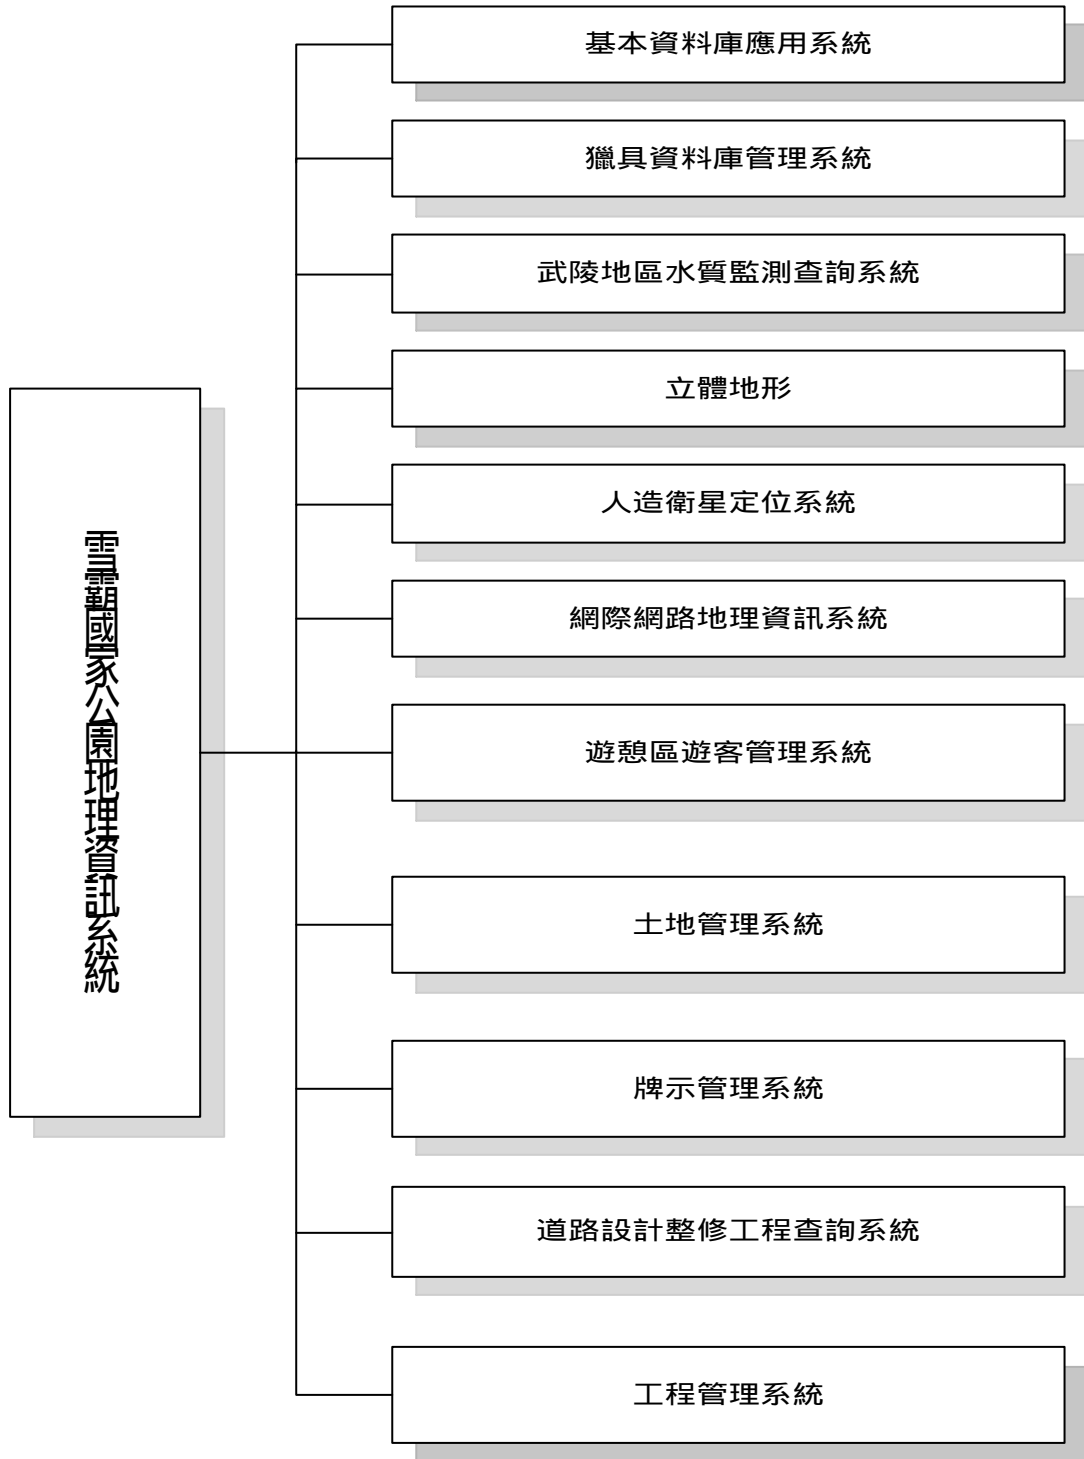 基本資料庫應用系統
獵具資料庫管理系統
武陵地區水質監測查詢系統
立體地形
人造衛星定位系統
網際網路地理資訊系統
遊憩區遊客管理系統
土地管理系統
牌示管理系統
道路設計整修工程查詢系統
工程管理系統
雪霸國家公園地理資訊系統